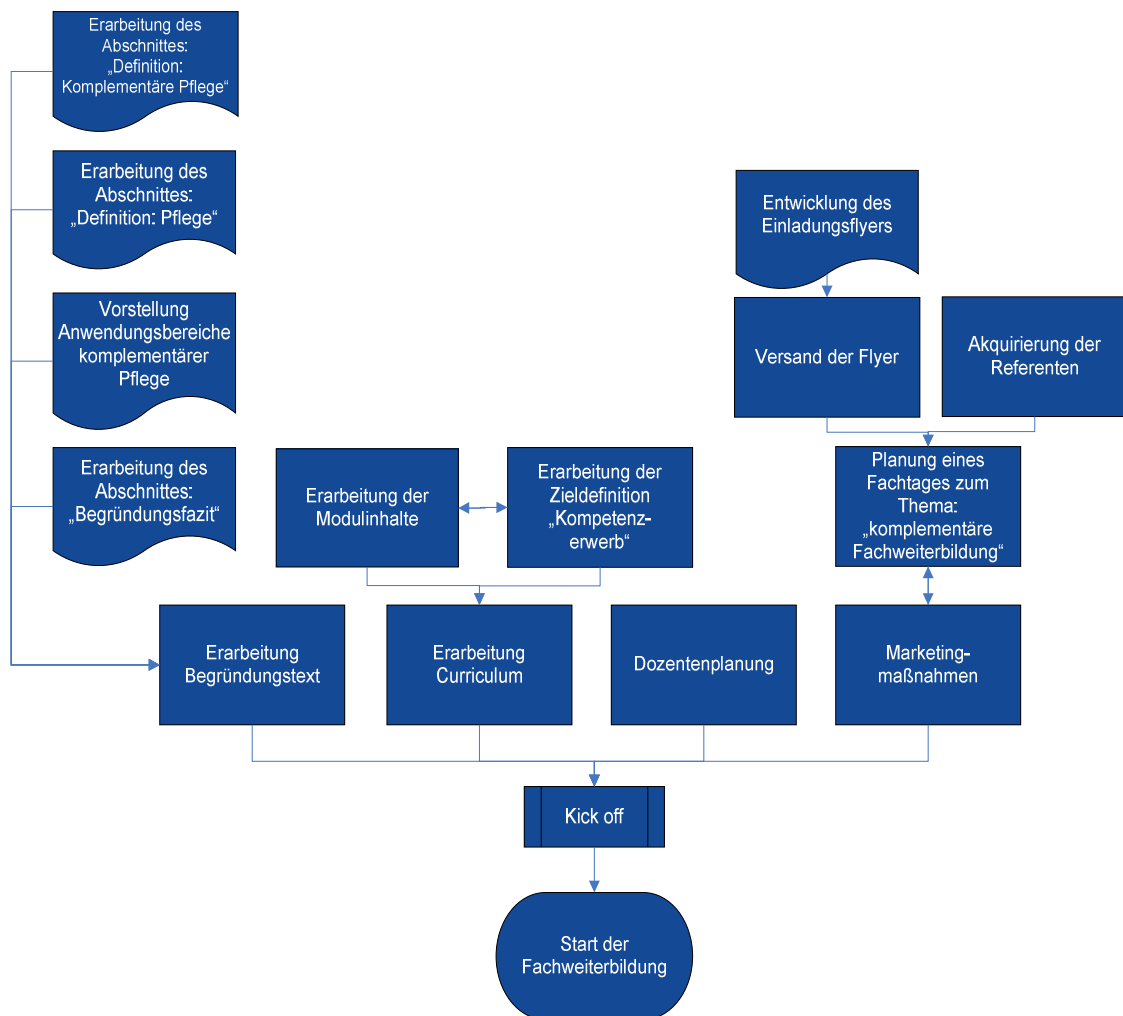 Erarbeitung des
Abschnittes:
„Definition:
Komplementäre Pflege“
Erarbeitung des
Abschnittes:
„Definition: Pflege“
Vorstellung
Anwendungsbereiche
komplementärer
Pflege
Erarbeitung des
Abschnittes:
„Begründungsfazit“
Entwicklung des
Einladungsflyers
Versand der Flyer
Akquirierung der
Referenten
Erarbeitung der
Modulinhalte
Erarbeitung der
Zieldefinition
„Kompetenz-
erwerb“
Planung eines
Fachtages zum
Thema:
„komplementäre
Fachweiterbildung“
Erarbeitung
Begründungstext
Erarbeitung
Curriculum
Dozentenplanung
Marketing-
maßnahmen
Kick off
Start der
Fachweiterbildung